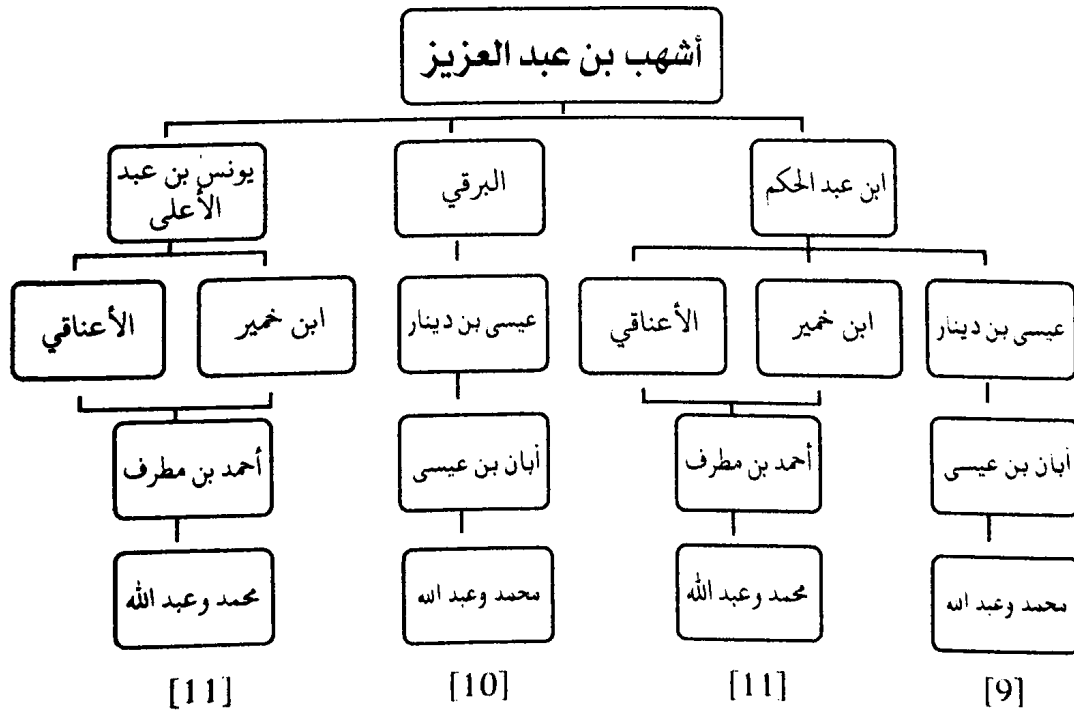 أشهب بن عبد العزيز
ابن عبد الحكم
البرقي
يونس بن عبد
الأعلى
عيسى بن دينار
ابن خمير
الأعناقي
عيسى بن دينار
ابن خمير
الأعناقي
أبان بن عيسى
أحمد بن مطرف
أبان بن عيسى
أحمد بن مطرف
محمد وعبد الله
محمد وعبد الله
محمد وعبد الله
محمد وعبد الله
[9]
[11]
[10]
[11]